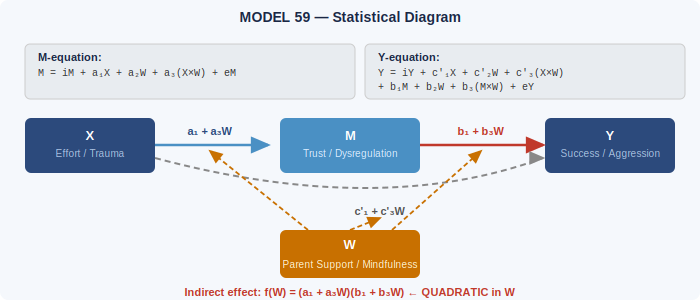 MODEL 59 — Statistical Diagram
M-equation:
M = iM + a₁X + a₂W + a₃(X×W) + eM
Y-equation:
Y = iY + c'₁X + c'₂W + c'₃(X×W)
+ b₁M + b₂W + b₃(M×W) + eY
X
Effort / Trauma
a₁ + a₃W
M
Trust / Dysregulation
b₁ + b₃W
Y
Success / Aggression
c'₁ + c'₃W
W
Parent Support / Mindfulness
Indirect effect: f(W) = (a₁ + a₃W)(b₁ + b₃W) ← QUADRATIC in W